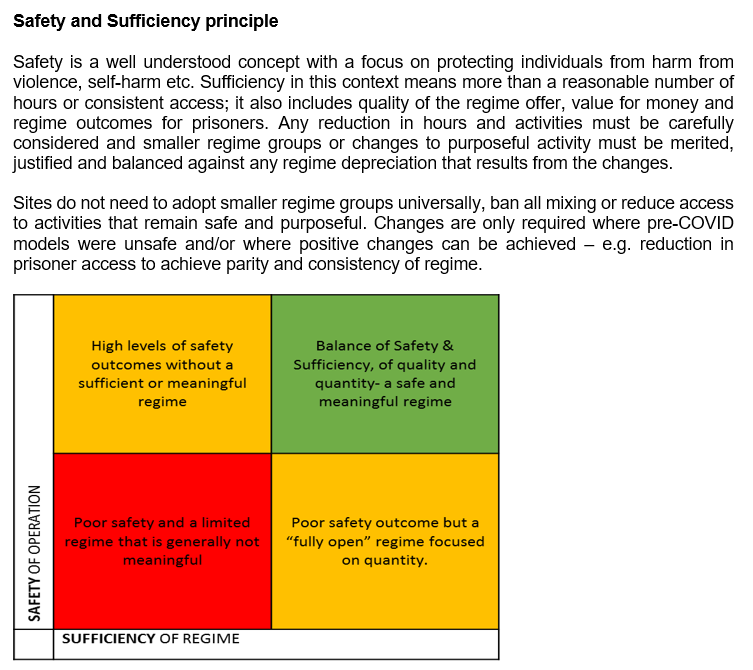 Safety and Sufficiency principle
Safety is a well understood concept with a focus on protecting individuals from harm from
violence, self-harm etc. Sufficiency in this context means more than a reasonable number of
hours or consistent access; it also includes quality of the regime offer, value for money and
regime outcomes for prisoners. Any reduction in hours and activities must be carefully
considered and smaller regime groups or changes to purposeful activity must be merited,
justified and balanced against any regime depreciation that results from the changes.
Sites do not need to adopt smaller regime groups universally, ban all mixing or reduce access
to activities that remain safe and purposeful. Changes are only required where pre-COVID
models were unsafe and/or where positive changes can be achieved – e.g. reduction in
prisoner access to achieve parity and consistency of regime.
High levels of safety
outcomes without a
sufficient or meaningful
regime
Balance of Safety &
Sufficiency, of quality and
quantity- a safe and
meaningful regime
Poor safety and a limited
regime that is generally not
meaningful
Poor safety outcome but a
“fully open” regime focused
on quantity.
SAFETY OF OPERATION
SUFFICIENCY OF REGIME